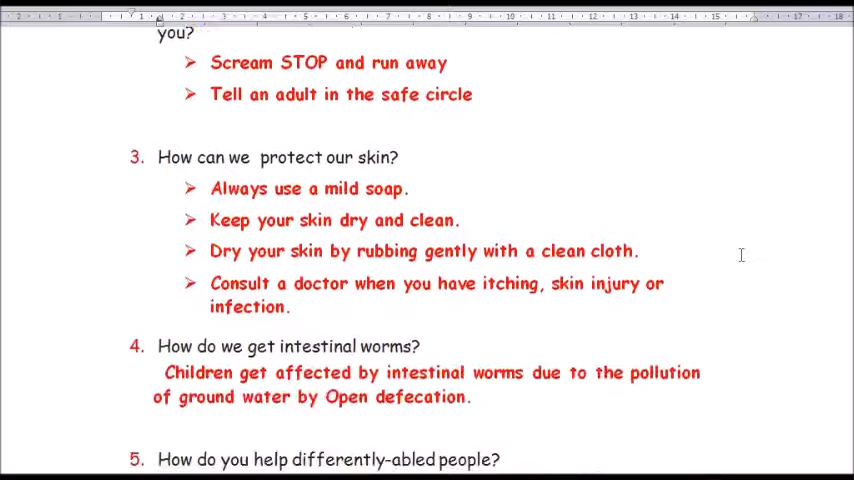 you?
➢ Scream STOP and run away
➢ Tell an adult in the safe circle
3. How can we protect our skin?
➢ Always use a mild soap.
➢ Keep your skin dry and clean.
➢ Dry your skin by rubbing gently with a clean cloth.
➢ Consult a doctor when you have itching, skin injury or
infection.
4. How do we get intestinal worms?
Children get affected by intestinal worms due to the pollution
of ground water by Open defecation.
5. How do you help differently-abled people?